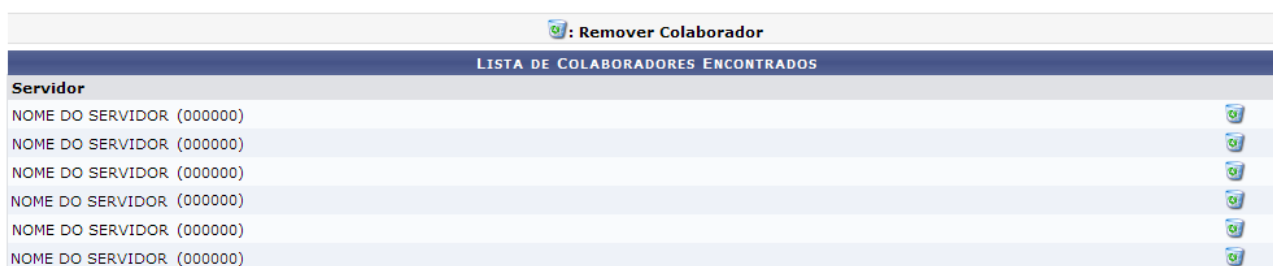 : Remover Colaborador
LISTA DE COLABORADORES ENCONTRADOS
Servidor
NOME DO SERVIDOR (000000)
NOME DO SERVIDOR (000000)
NOME DO SERVIDOR (000000)
NOME DO SERVIDOR (000000)
NOME DO SERVIDOR (000000)
NOME DO SERVIDOR (000000)